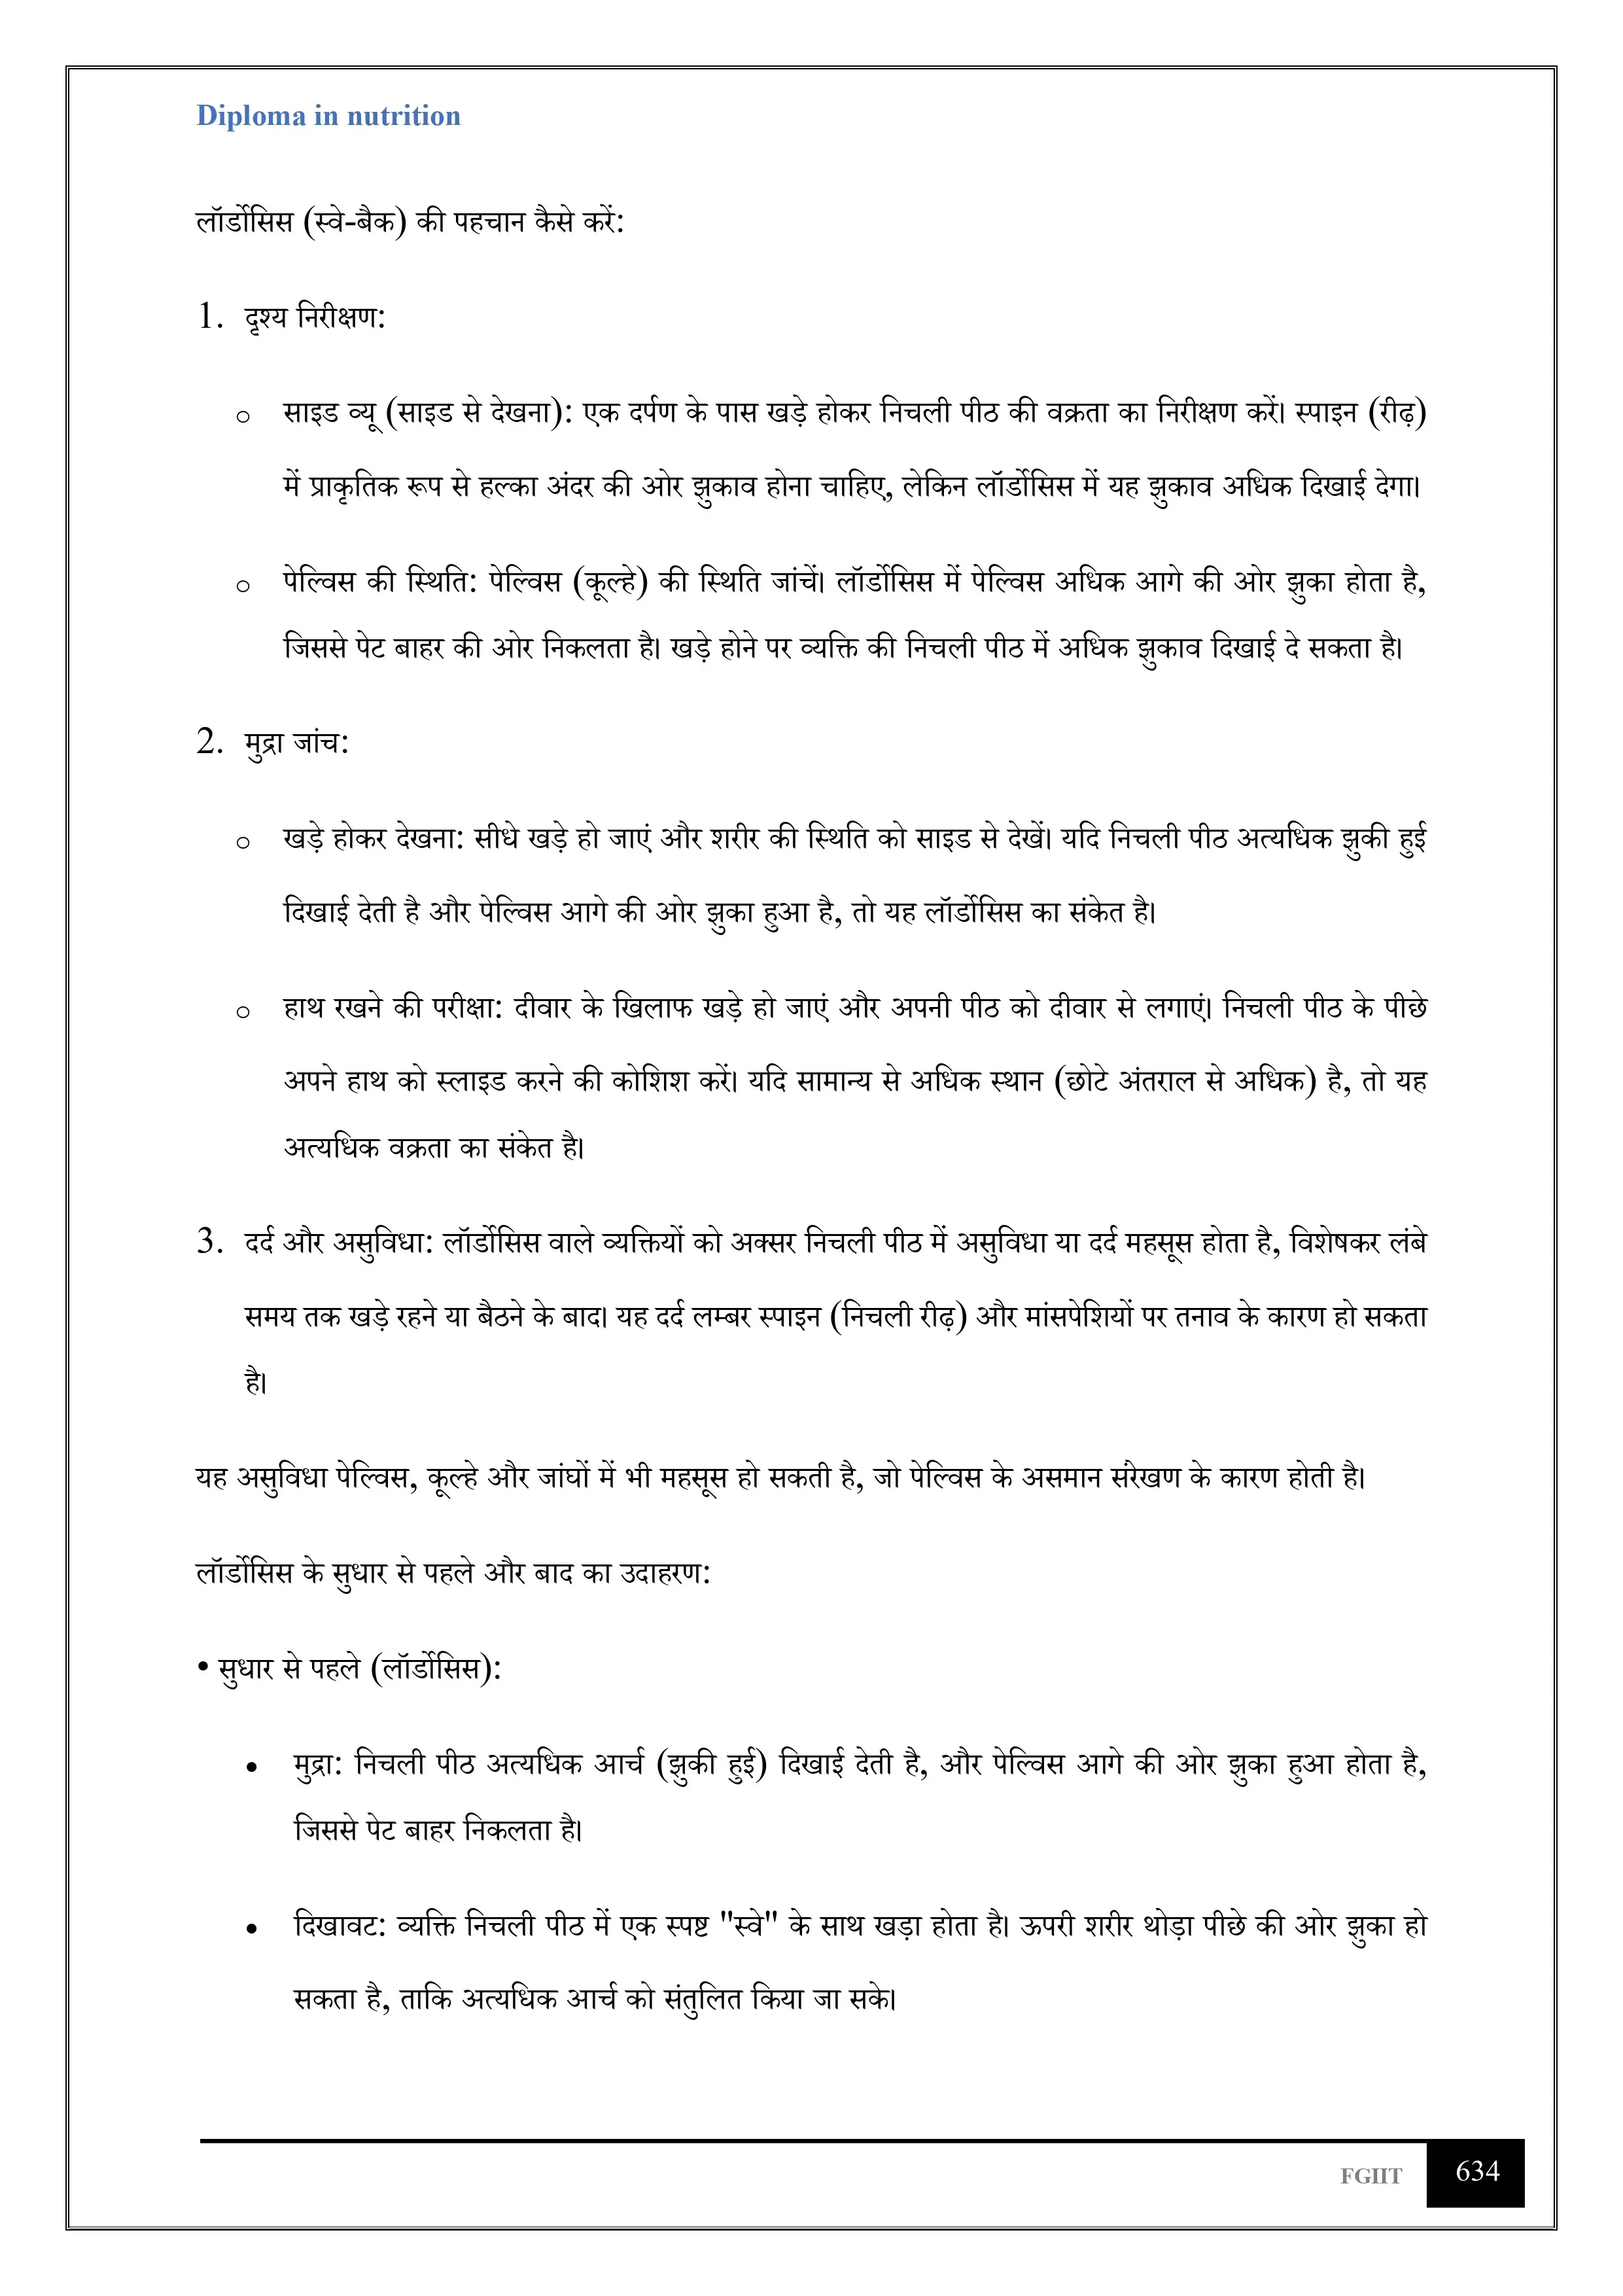 Diploma in nutrition
लॉर्डोसिस (स्वे-बैक) की पहचान कैसे करें:
1. दृश्य निरीक्षण:
o साइड व्यू (साइड से देखना): एक दर्पण के पास खड़े होकर निचली पीठ की वक्रता का निरीक्षण करें। स्पाइन (रीढ़)
में प्राकृतिक रूप से हल्का अंदर की ओर झुकाव होना चाहिए, लेकिन लॉर्डोसिस में यह झुकाव अधिक दिखाई देगा।
o पेल्विस की स्थिति: पेल्विस (कूल्हे) की स्थिति जांचें। लॉर्डोसिस में पेल्विस अधिक आगे की ओर झुका होता है,
जिससे पेट बाहर की ओर निकलता है। खड़े होने पर व्यक्ति की निचली पीठ में अधिक झुकाव दिखाई दे सकता है।
2. मुद्रा जांच:
o खड़े होकर देखना: सीधे खड़े हो जाएं और शरीर की स्थिति को साइड से देखें। यदि निचली पीठ अत्यधिक झुकी हुई
दिखाई देती है और पेल्विस आगे की ओर झुका हुआ है, तो यह लॉर्डोसिस का संकेत है।
o हाथ रखने की परीक्षा: दीवार के खिलाफ खड़े हो जाएं और अपनी पीठ को दीवार से लगाएं। निचली पीठ के पीछे
अपने हाथ को स्लाइड करने की कोशिश करें। यदि सामान्य से अधिक स्थान (छोटे अंतराल से अधिक) है, तो यह
अत्यधिक वक्रता का संकेत है।
3. दर्द और असुविधा: लॉर्डोसिस वाले व्यक्तियों को अक्सर निचली पीठ में असुविधा या दर्द महसूस होता है, विशेषकर लंबे
समय तक खड़े रहने या बैठने के बाद। यह दर्द लम्बर स्पाइन (निचली रीढ़) और मांसपेशियों पर तनाव के कारण हो सकता
है।
यह असुविधा पेल्विस, कूल्हे और जांघों में भी महसूस हो सकती है, जो पेल्विस के असमान संरेखण के कारण होती है।
लॉर्डोसिस के सुधार से पहले और बाद का उदाहरण:
• सुधार से पहले (लॉर्डोसिस):
• मुद्रा: निचली पीठ अत्यधिक आर्च (झुकी हुई) दिखाई देती है, और पेल्विस आगे की ओर झुका हुआ होता है,
जिससे पेट बाहर निकलता है।
• दिखावट: व्यक्ति निचली पीठ में एक स्पष्ट "स्वे" के साथ खड़ा होता है। ऊपरी शरीर थोड़ा पीछे की ओर झुका हो
सकता है, ताकि अत्यधिक आर्च को संतुलित किया जा सके।
FGIIT 634